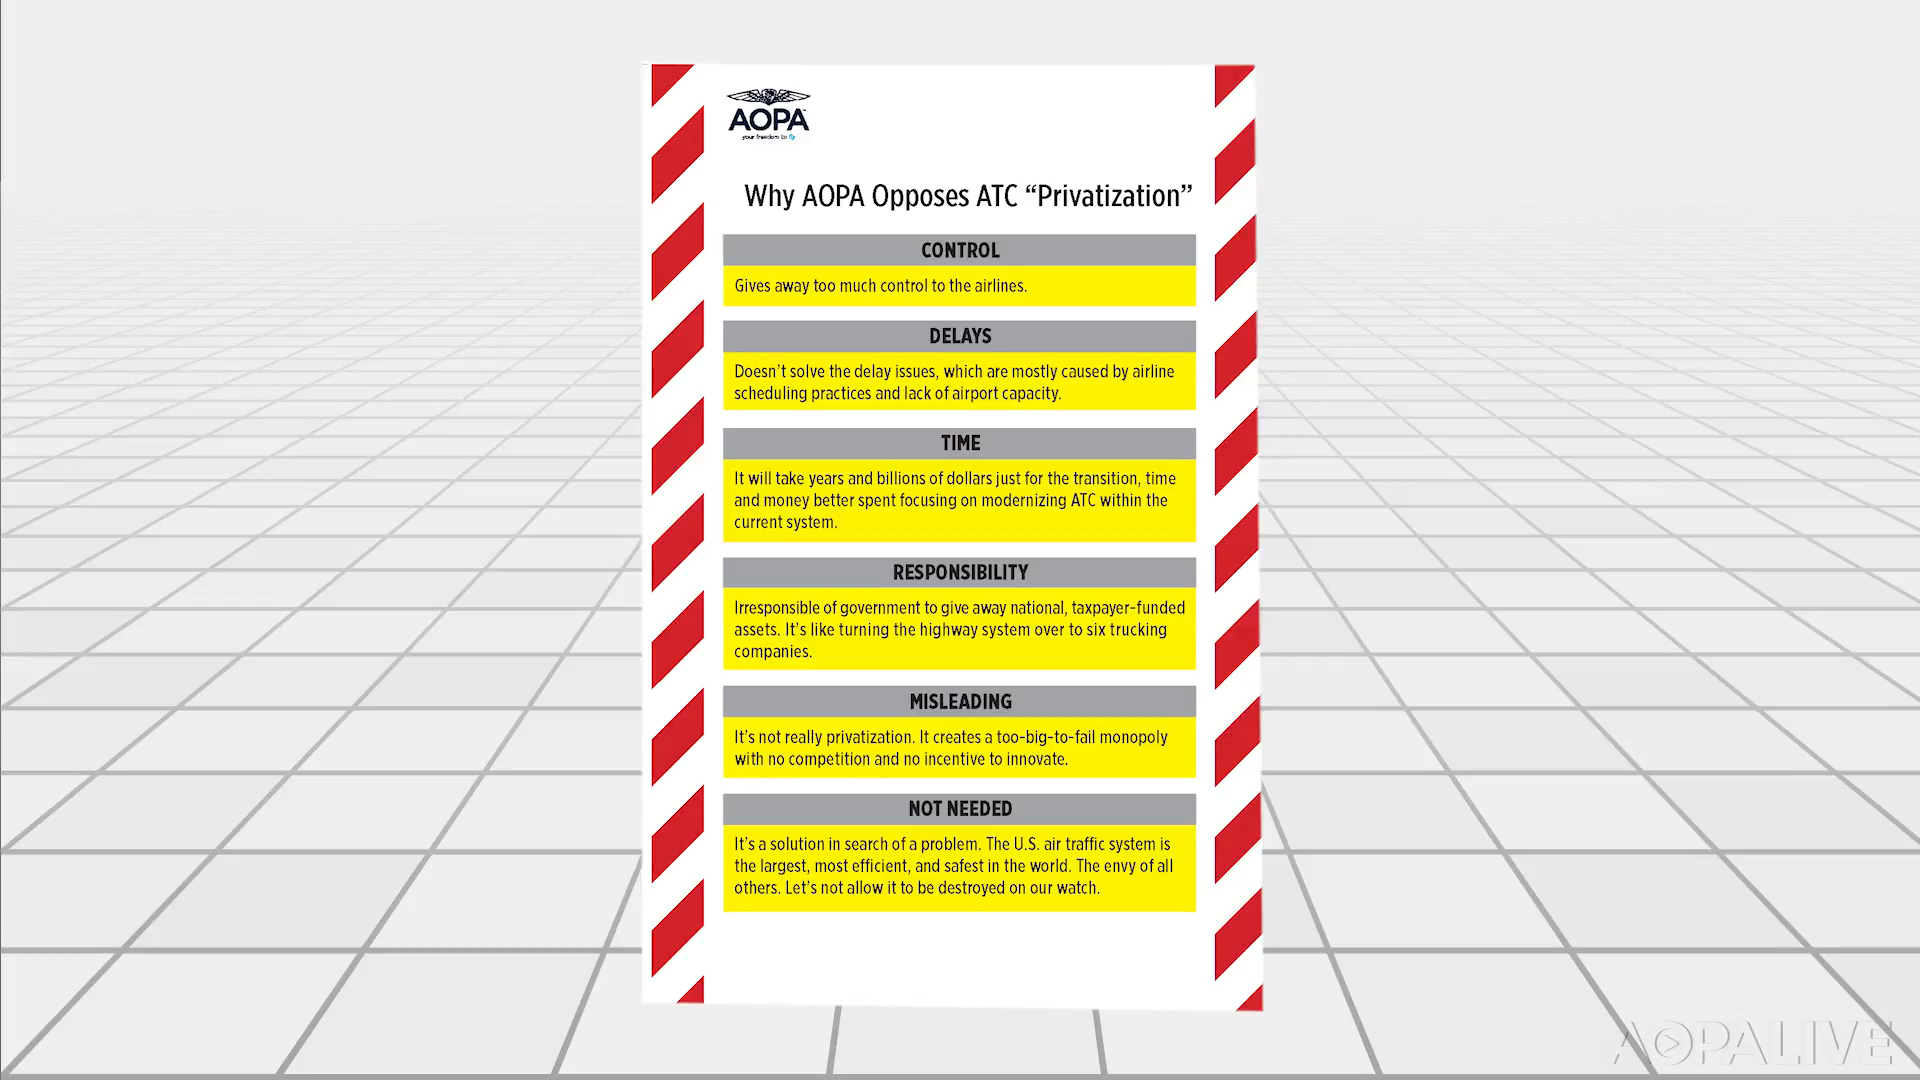 AOPA
your freedom to fly
Why AOPA Opposes ATC “Privatization”
CONTROL
Gives away too much control to the airlines.
DELAYS
Doesn’t solve the delay issues, which are mostly caused by airline
scheduling practices and lack of airport capacity.
TIME
It will take years and billions of dollars just for the transition, time
and money better spent focusing on modernizing ATC within the
current system.
RESPONSIBILITY
Irresponsible of government to give away national, taxpayer-funded
assets. It’s like turning the highway system over to six trucking
companies.
MISLEADING
It’s not really privatization. It creates a too-big-to-fail monopoly
with no competition and no incentive to innovate.
NOT NEEDED
It’s a solution in search of a problem. The U.S. air traffic system is
the largest, most efficient, and safest in the world. The envy of all
others. Let’s not allow it to be destroyed on our watch.
AOPALIVE